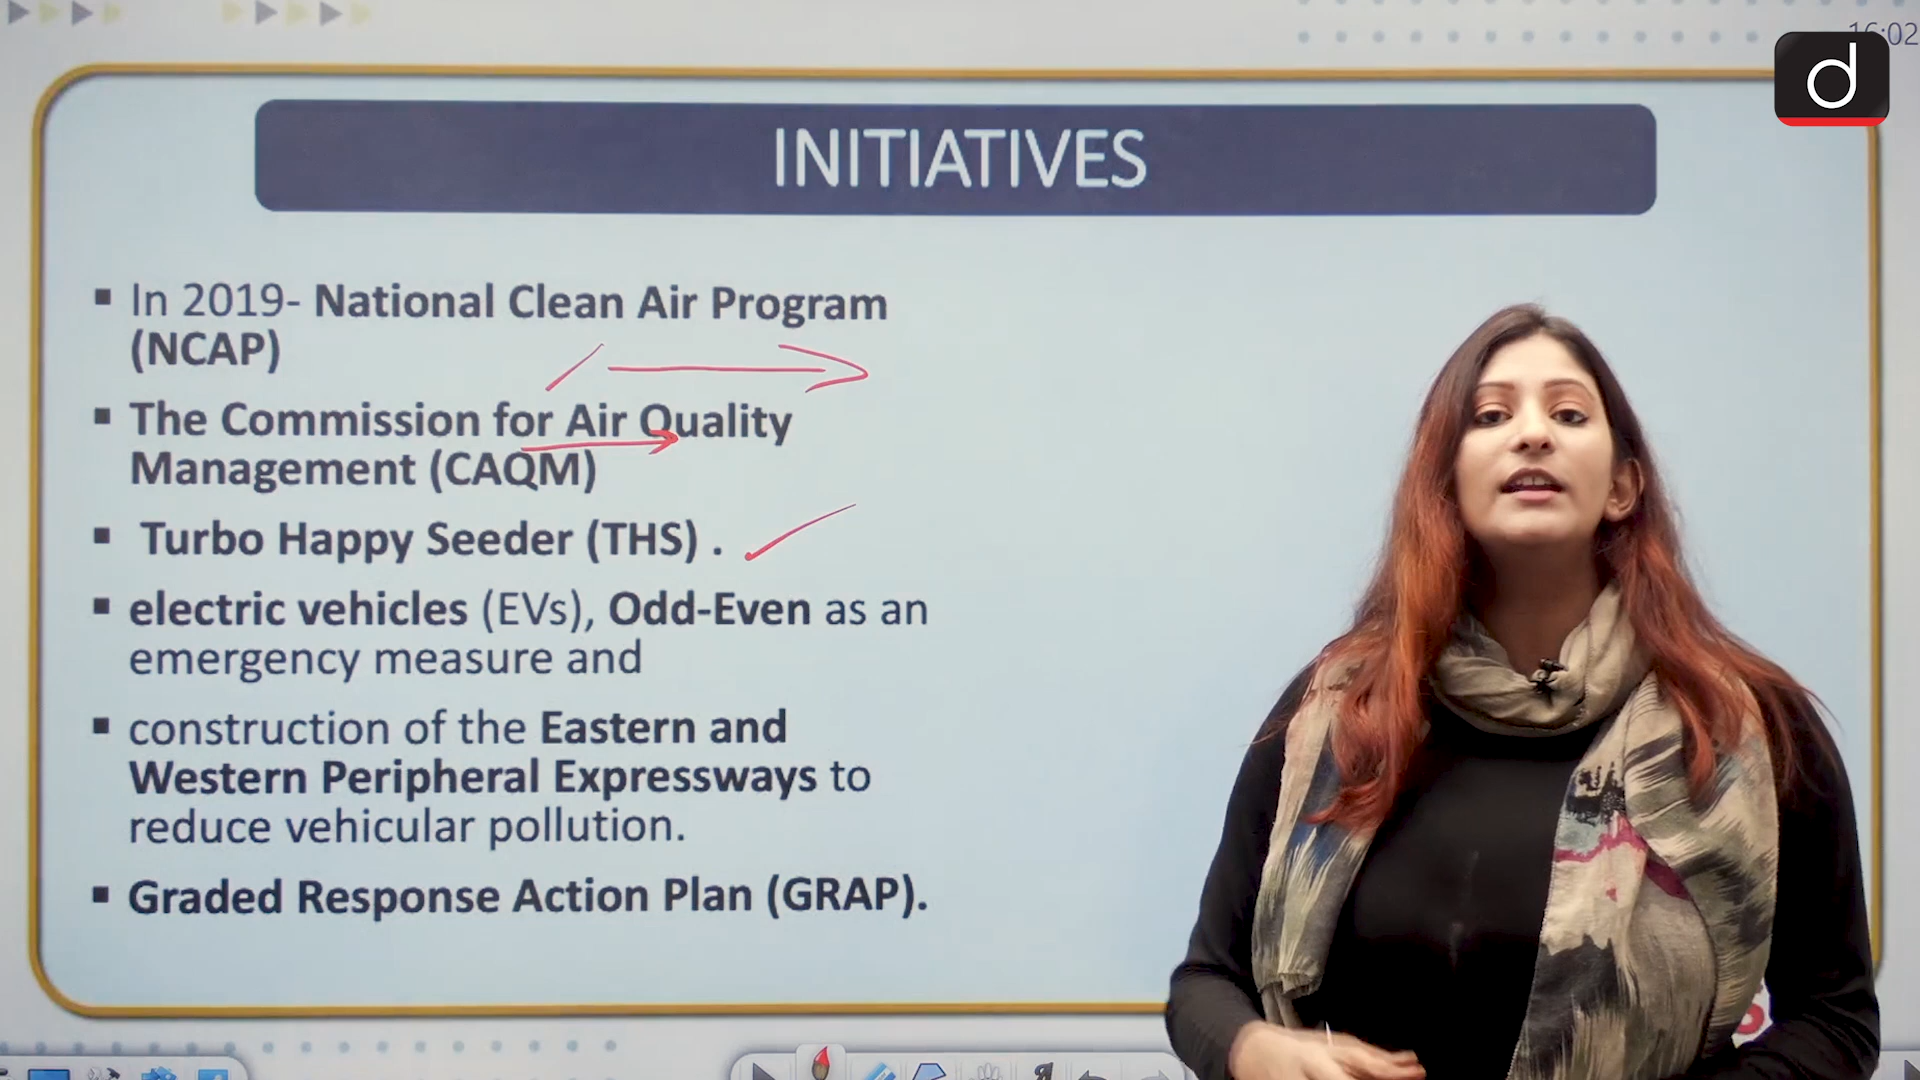 16:02
d
INITIATIVES
▪ In 2019- National Clean Air Program
(NCAP)
▪ The Commission for Air Quality
Management (CAQM)
▪ Turbo Happy Seeder (THS) .
▪ electric vehicles (EVs), Odd-Even as an
emergency measure and
▪ construction of the Eastern and
Western Peripheral Expressways to
reduce vehicular pollution.
▪ Graded Response Action Plan (GRAP).